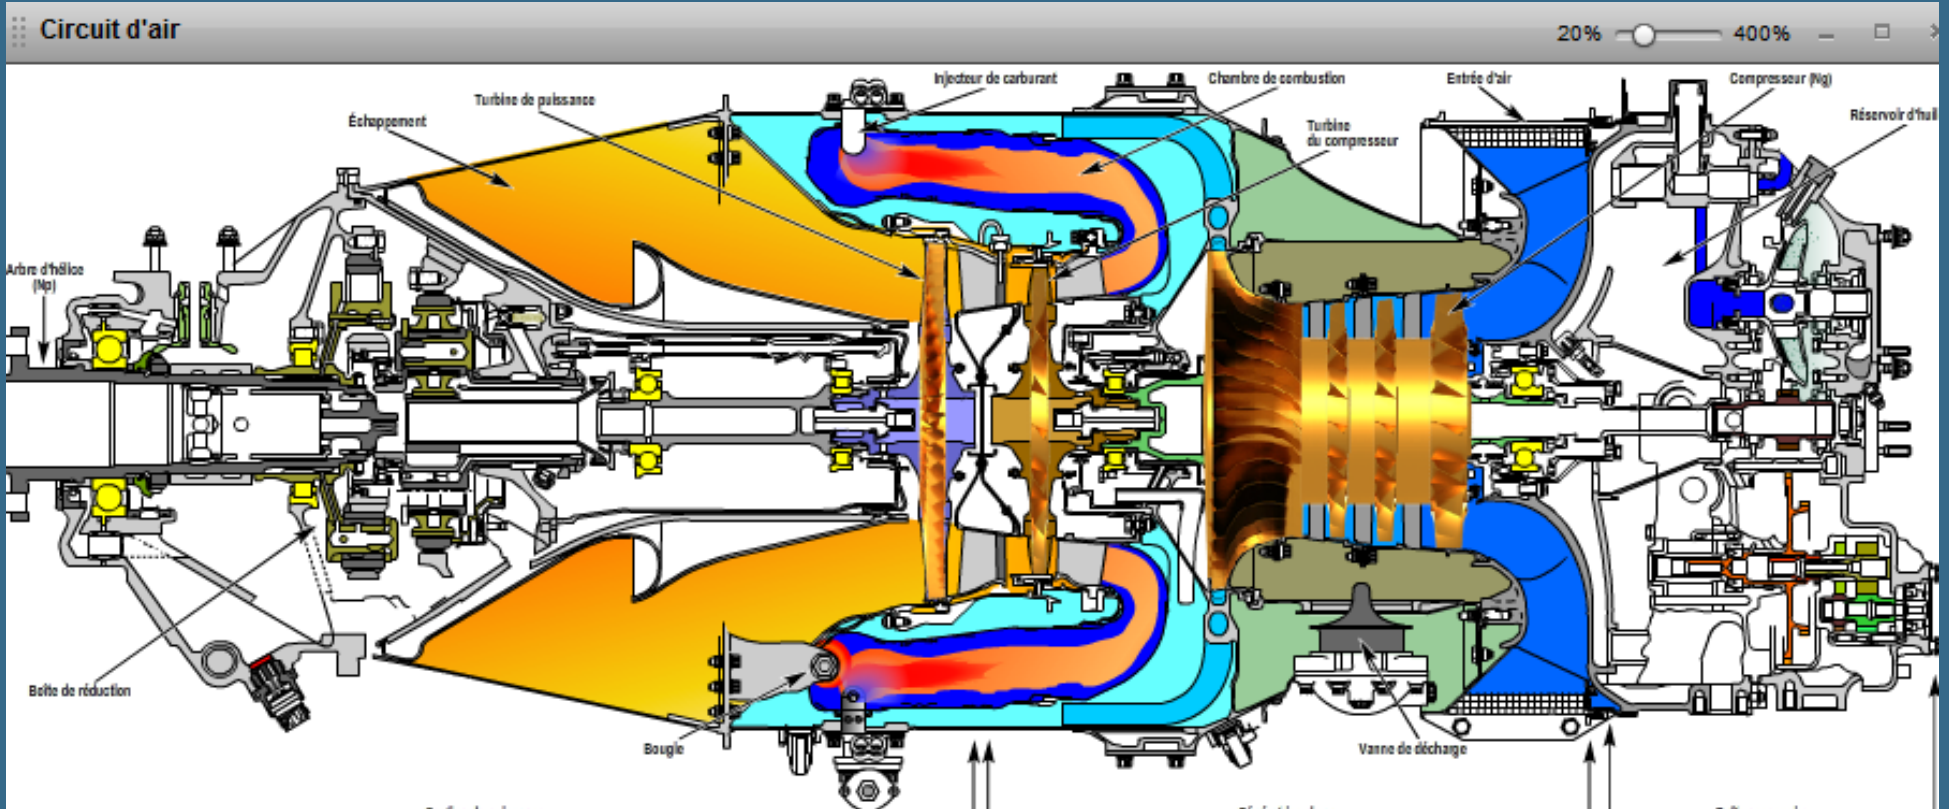 Circuit d'air
20%
400%
Injecteur de carburant
Chambre de combustion
Entrée d'air
Compresseur (Ng)
Turbine de puissance
Échappement
Turbine
du compresseur
Réservoir d'huil
Arbre d'hélice
(Np)
Boîte de réduction
Bougie
Vanne de décharge